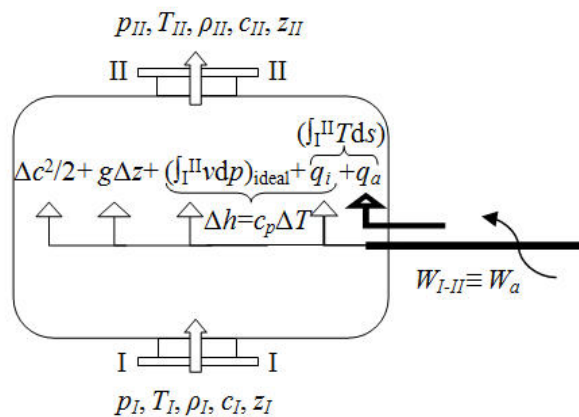 p_II, T_II, ρ_II, c_II, z_II
II II
(∫_I^II Tds)
Δc²/2+ gΔz+ (∫_I^II vdp)_ideal+ q_i +q_a
Δh=c_pΔT
W_I-II≡ W_a
I I
p_I, T_I, ρ_I, c_I, z_I